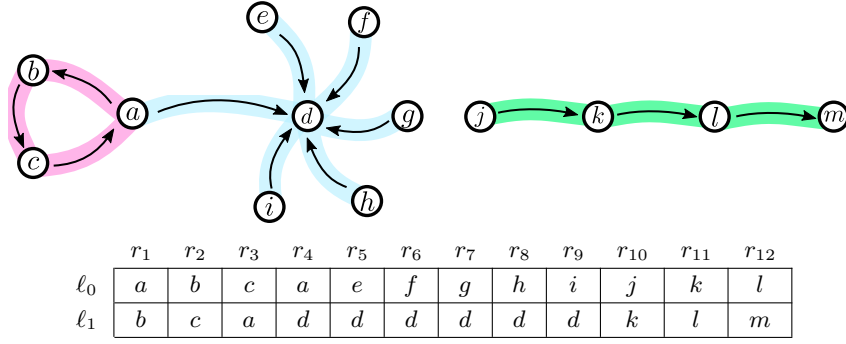 e f
b
a d g j k l m
c
i h
r₁ r₂ r₃ r₄ r₅ r₆ r₇ r₈ r₉ r₁₀ r₁₁ r₁₂
ℓ₀ a b c a e f g h i j k l
ℓ₁ b c a d d d d d d k l m